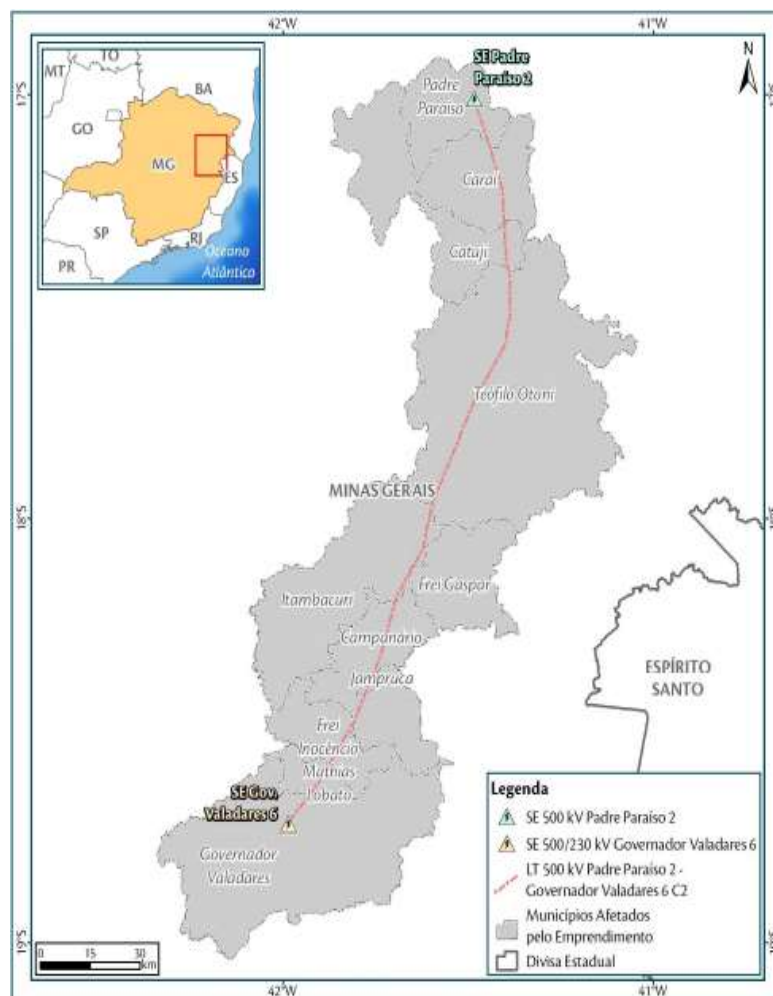 42°W
41°W
N
17°S
TO
MT
BA
GO
MG
ES
SP
RJ
PR
Oceano
Atlântico
SE Padre
Paraíso 2
Padre
Paraíso
Caraí
Catuji
Teófilo Otoni
MINAS GERAIS
18°S
18°S
Frei Gaspar
Itambacuri
Campanário
Jampruca
ESPÍRITO
SANTO
Frei
Inocêncio
Mathias
Lobato
SE Gov.
Valadares 6
Governador
Valadares
Legenda
SE 500 kV Padre Paraíso 2
SE 500/230 kV Governador Valadares 6
LT 500 kV Padre Paraíso 2 -
Governador Valadares 6 C2
Municípios Afetados
pelo Emprendimento
Divisa Estadual
19°S
0 15 30
km
42°W
41°W